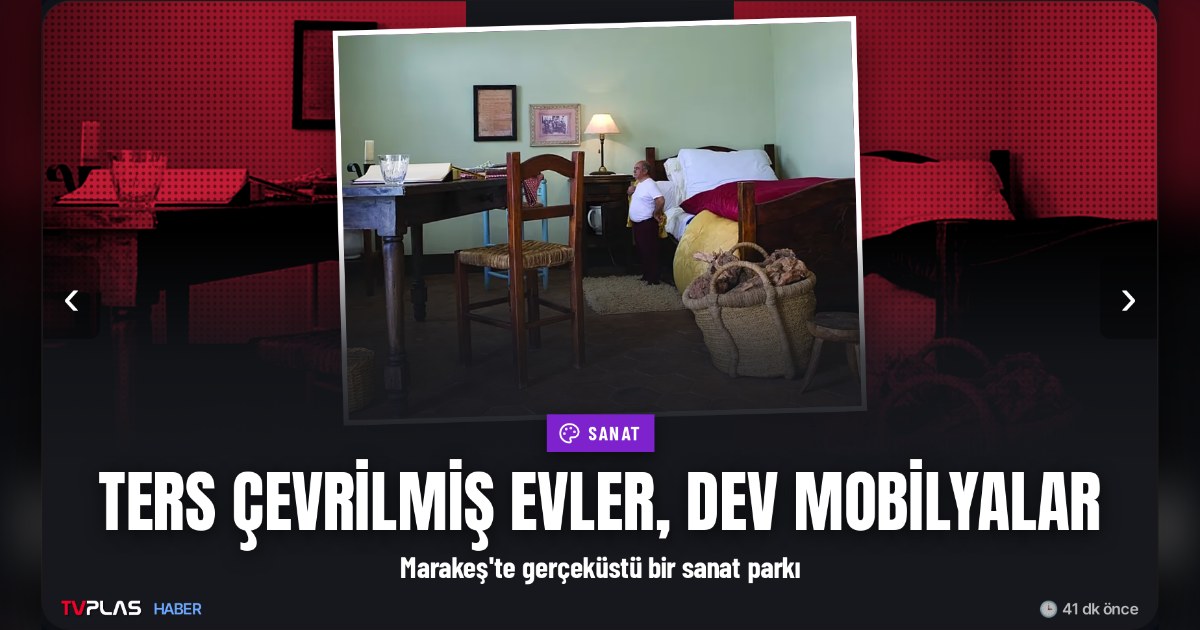 SANAT
TERS ÇEVRİLMİŞ EVLER, DEV MOBİLYALAR
Marakeş'te gerçeküstü bir sanat parkı
TVPLAS HABER
41 dk önce